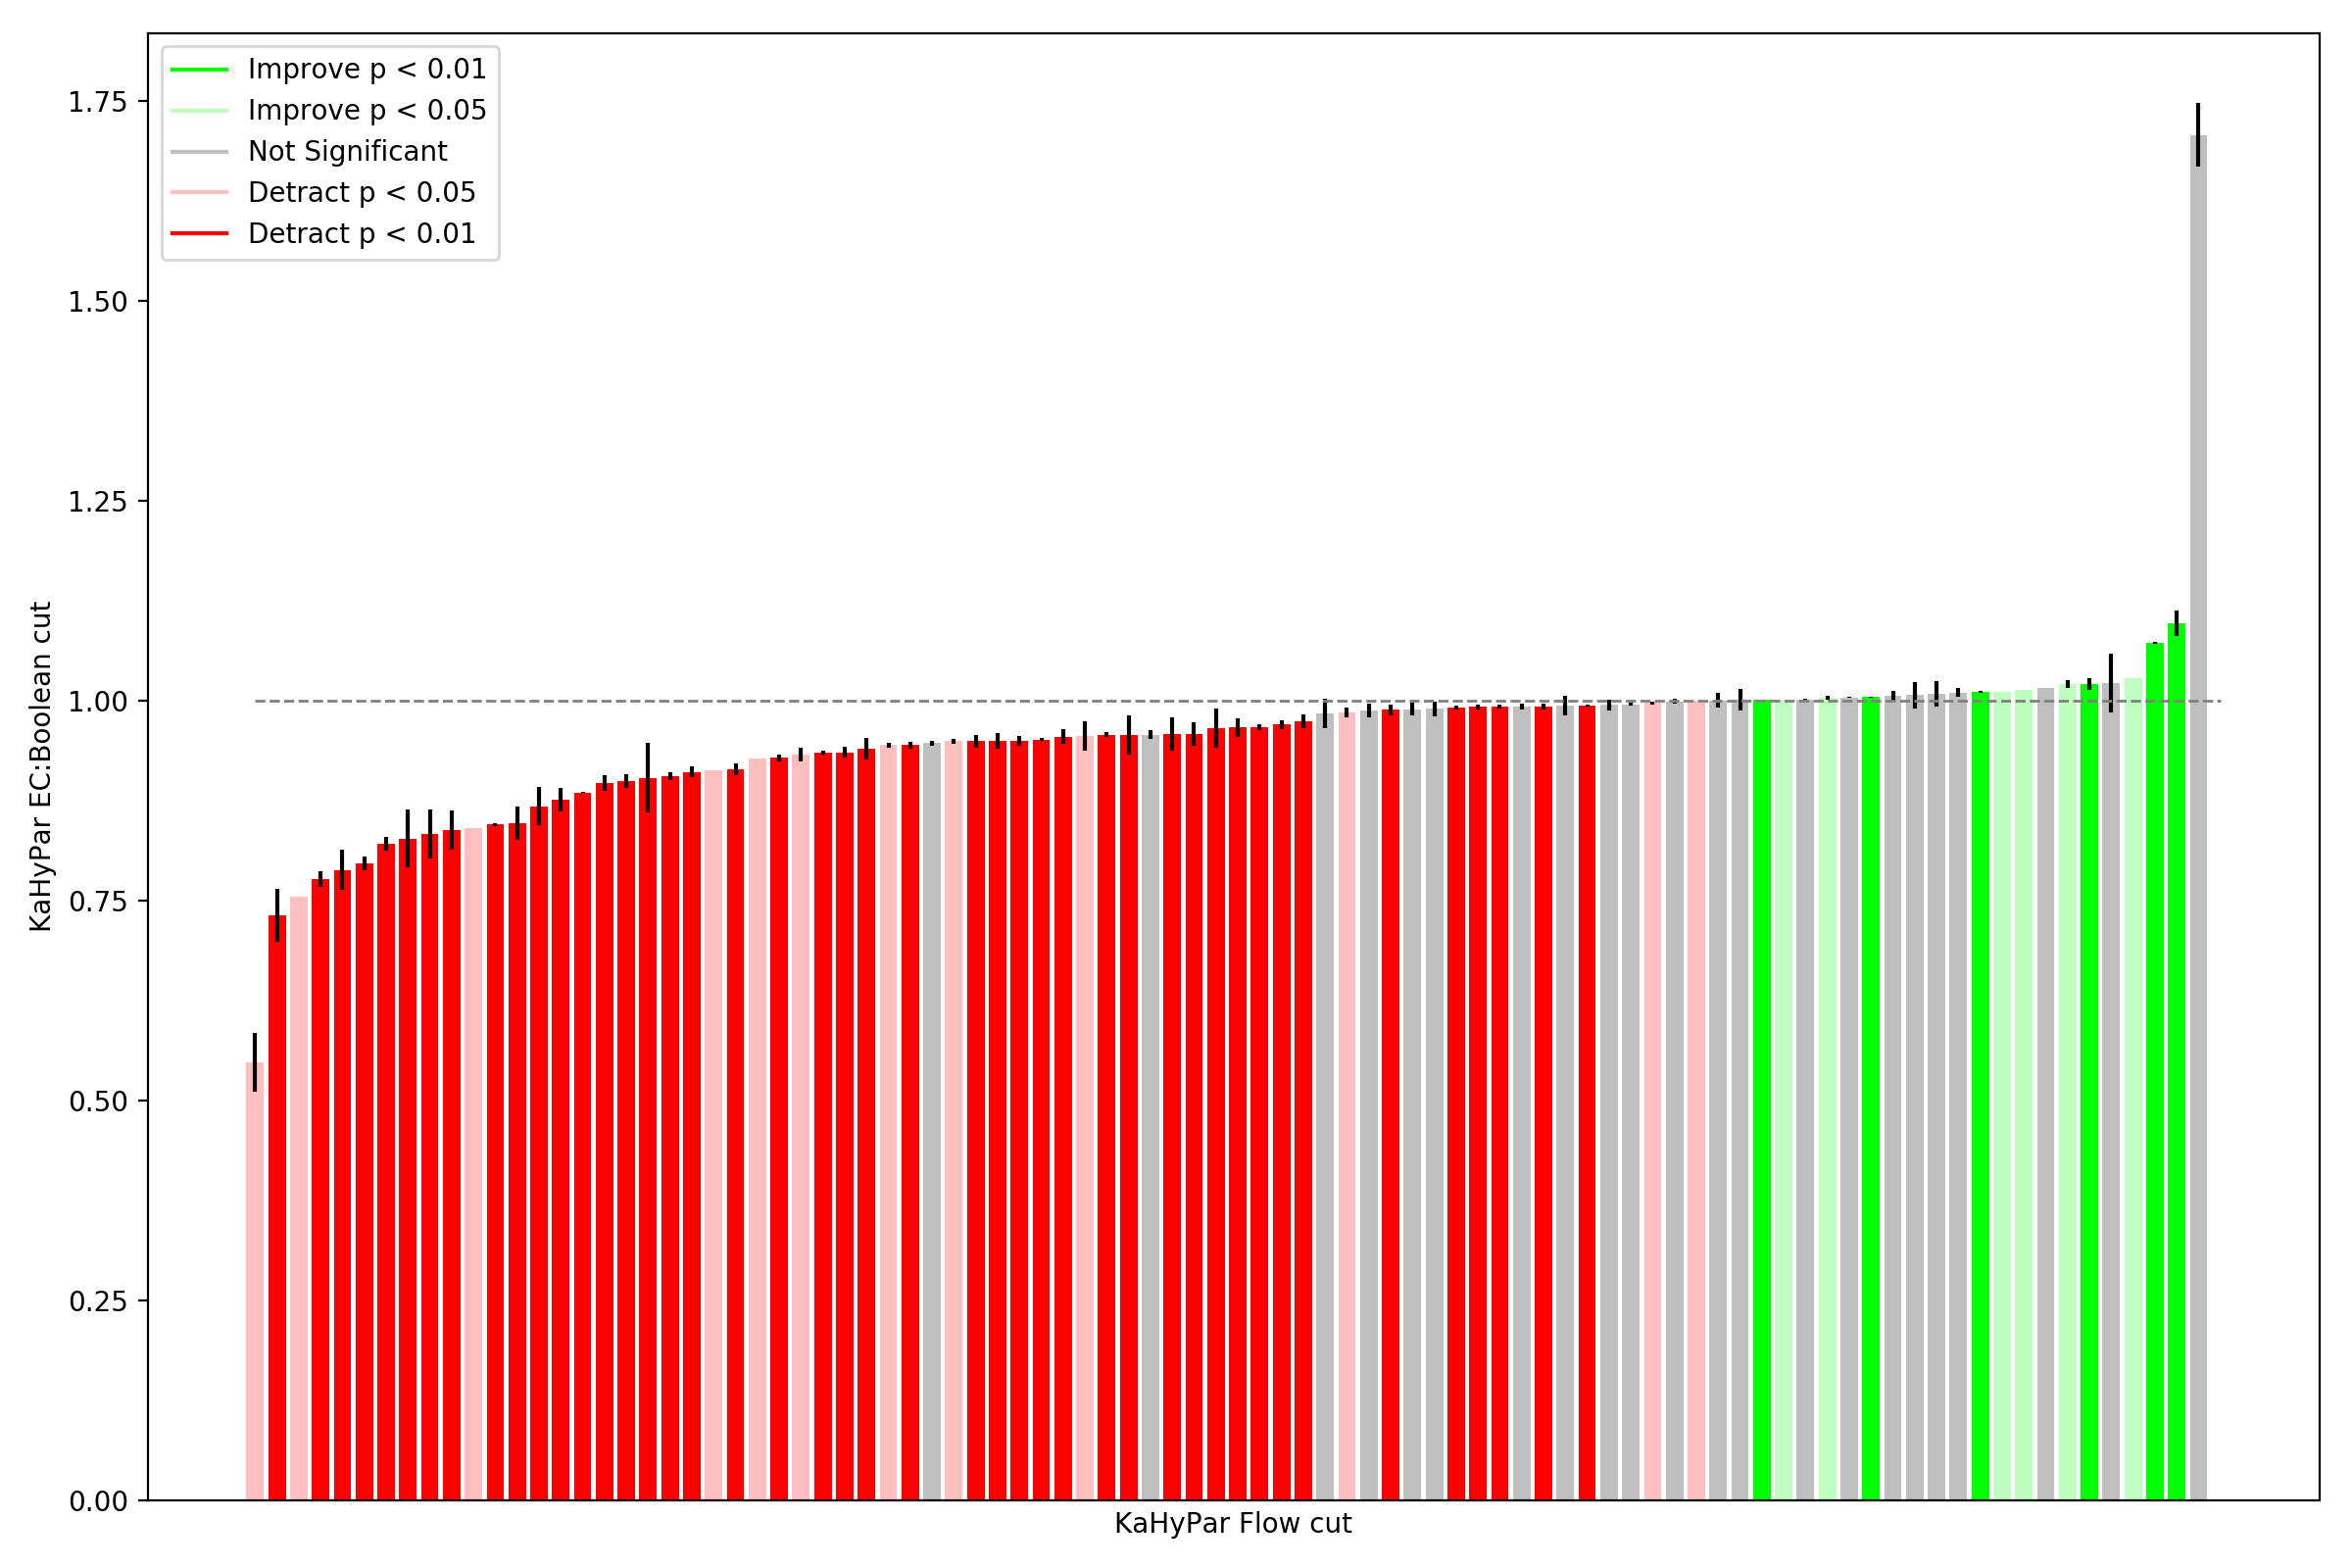 Improve p < 0.01
Improve p < 0.05
Not Significant
Detract p < 0.05
Detract p < 0.01
1.75
1.50
1.25
1.00
0.75
0.50
0.25
0.00
KaHyPar EC:Boolean cut
KaHyPar Flow cut